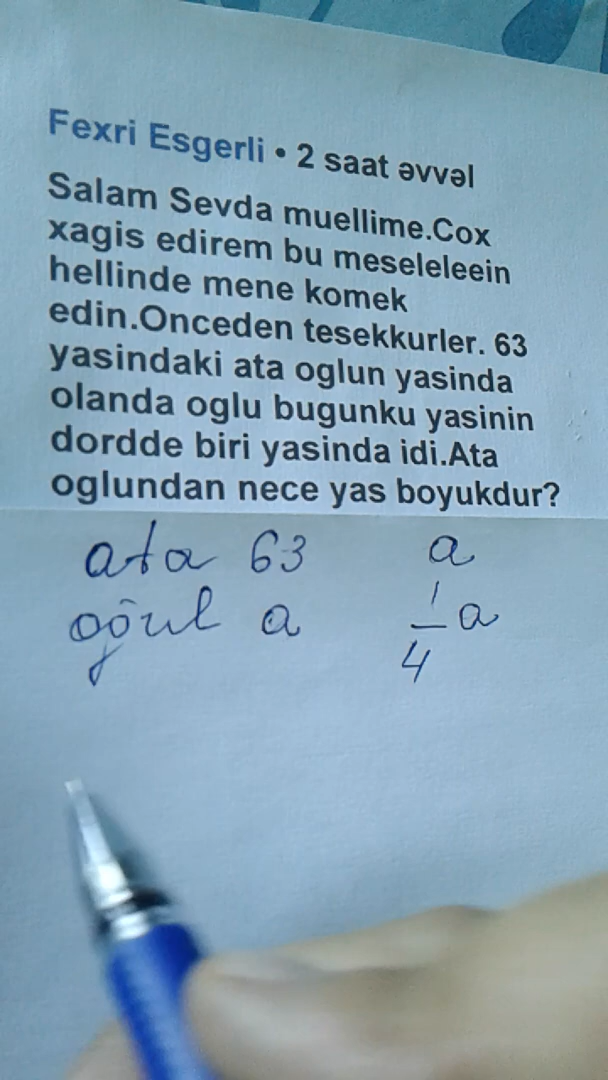 Fexri Esgerli • 2 saat əvvəl
Salam Sevda muellime.Cox
xagis edirem bu meseleleein
hellinde mene komek
edin.Onceden tesekkurler. 63
yasindaki ata oglun yasinda
olanda oglu bugunku yasinin
dordde biri yasinda idi.Ata
oglundan nece yas boyukdur?
ata 63 a
oğul a 1/4 a